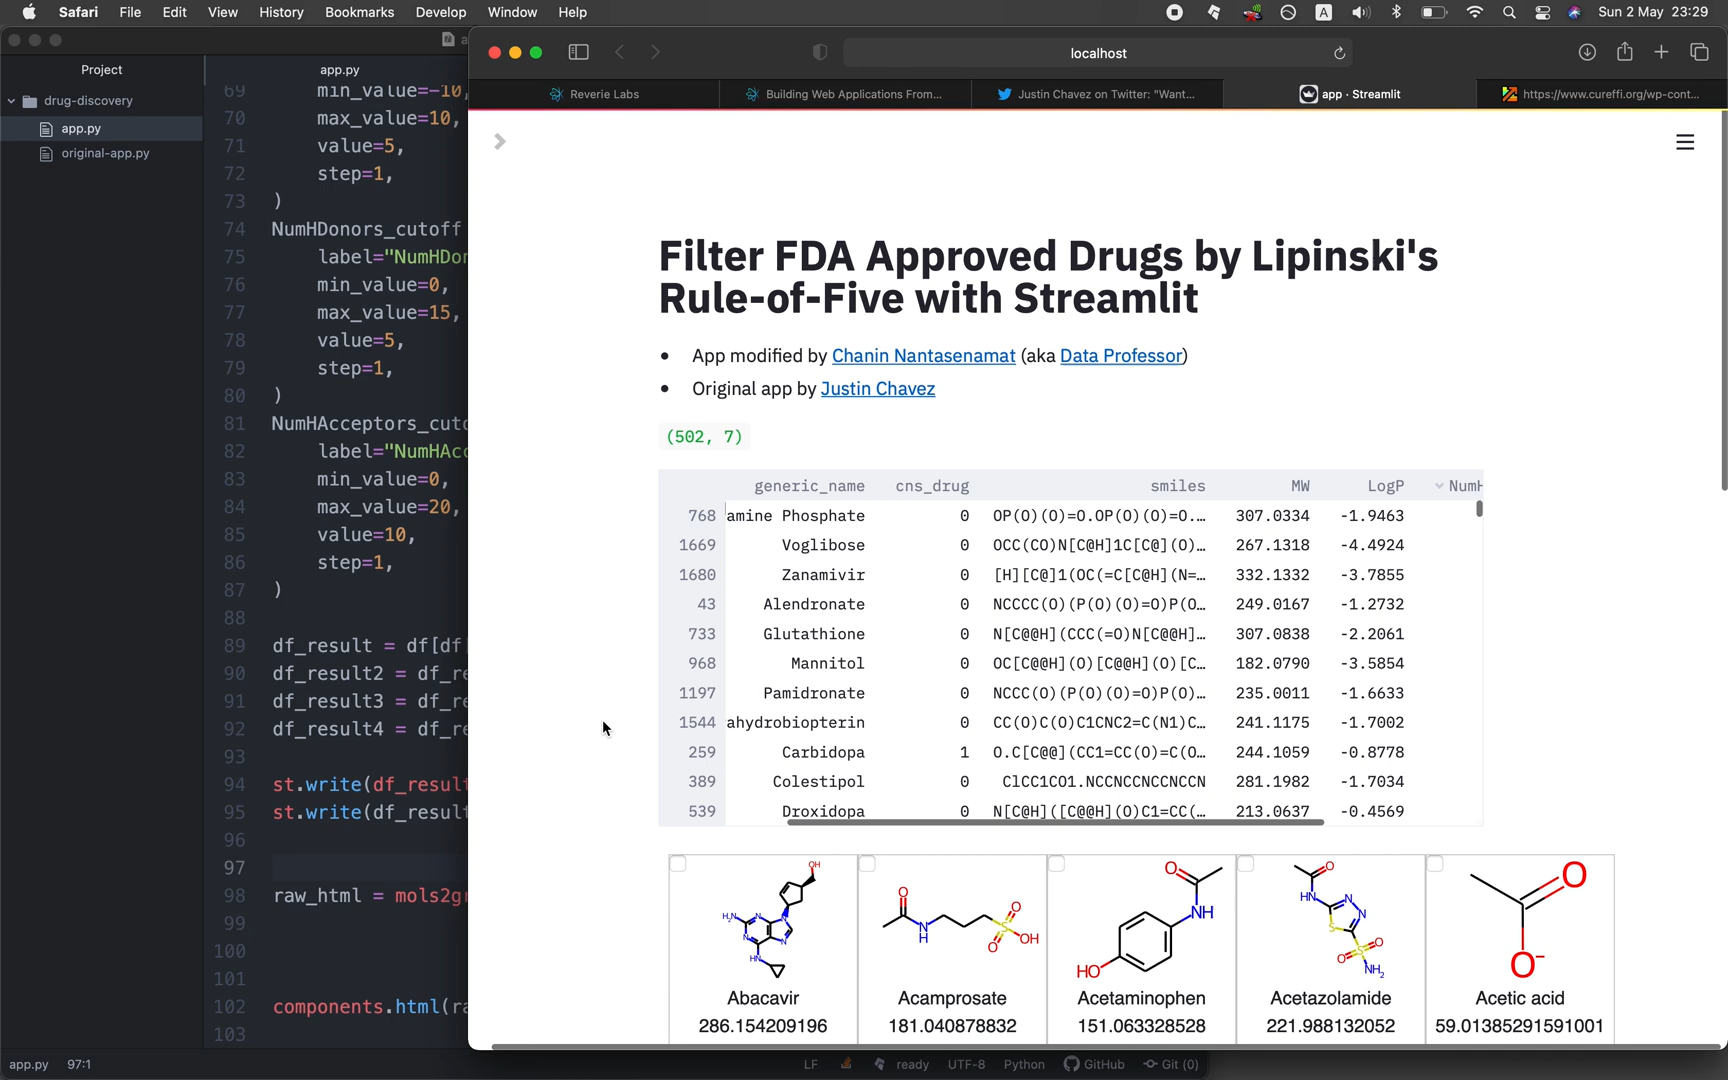 Safari File Edit View History Bookmarks Develop Window Help A Sun 2 May 23:29
Project
drug-discovery
app.py
original-app.py
app.py
69 min_value=-10,
70 max_value=10,
71 value=5,
72 step=1,
73 )
74 NumHDonors_cutoff
75 label="NumHDon
76 min_value=0,
77 max_value=15,
78 value=5,
79 step=1,
80 )
81 NumHAcceptors_cuto
82 label="NumHAcc
83 min_value=0,
84 max_value=20,
85 value=10,
86 step=1,
87 )
88
89 df_result = df[df
90 df_result2 = df_re
91 df_result3 = df_re
92 df_result4 = df_re
93
94 st.write(df_result
95 st.write(df_result
96
97
98 raw_html = mols2gr
99
100
101
102 components.html(ra
103
app.py 97:1 LF ready UTF-8 Python GitHub Git (0)
localhost
Reverie Labs Building Web Applications From... Justin Chavez on Twitter: "Want... app · Streamlit https://www.cureffi.org/wp-cont...
Filter FDA Approved Drugs by Lipinski's
Rule-of-Five with Streamlit
• App modified by Chanin Nantasenamat (aka Data Professor)
• Original app by Justin Chavez
(502, 7)
generic_name cns_drug smiles MW LogP NumH
768 amine Phosphate 0 OP(O)(O)=O.OP(O)(O)=O.… 307.0334 -1.9463
1669 Voglibose 0 OCC(CO)N[C@H]1C[C@](O)… 267.1318 -4.4924
1680 Zanamivir 0 [H][C@]1(OC(=C[C@H](N=… 332.1332 -3.7855
43 Alendronate 0 NCCCC(O)(P(O)(O)=O)P(O… 249.0167 -1.2732
733 Glutathione 0 N[C@@H](CCC(=O)N[C@@H]… 307.0838 -2.2061
968 Mannitol 0 OC[C@@H](O)[C@@H](O)[C… 182.0790 -3.5854
1197 Pamidronate 0 NCCC(O)(P(O)(O)=O)P(O)… 235.0011 -1.6633
1544 ahydrobiopterin 0 CC(O)C(O)C1CNC2=C(N1)C… 241.1175 -1.7002
259 Carbidopa 1 O.C[C@@](CC1=CC(O)=C(O… 244.1059 -0.8778
389 Colestipol 0 ClCC1CO1.NCCNCCNCCNCCN 281.1982 -1.7034
539 Droxidopa 0 N[C@H]([C@@H](O)C1=CC(… 213.0637 -0.4569
OH
H₂N N N N N HN
O N H O S OH O
O NH HO
O HN N N S O S O NH₂
O O⁻
Abacavir Acamprosate Acetaminophen Acetazolamide Acetic acid
286.154209196 181.040878832 151.063328528 221.988132052 59.01385291591001